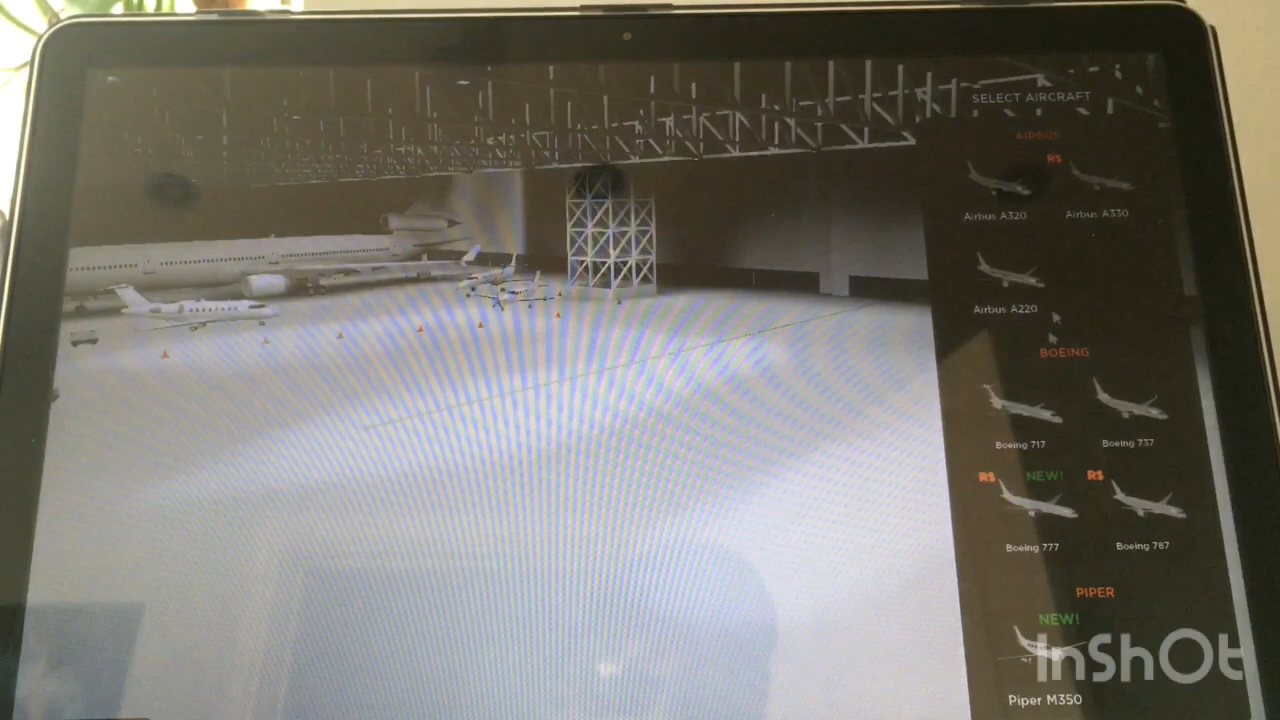 SELECT AIRCRAFT
AIRBUS
R$
Airbus A320
Airbus A330
Airbus A220
BOEING
Boeing 717
Boeing 737
R$
NEW!
R$
Boeing 777
Boeing 787
PIPER
NEW!
InShOt
Piper M350